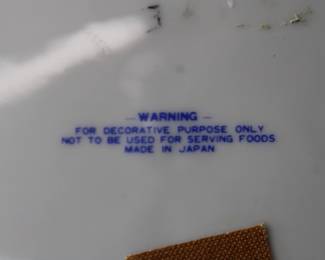 — WARNING —
FOR DECORATIVE PURPOSE ONLY
NOT TO BE USED FOR SERVING FOODS
MADE IN JAPAN